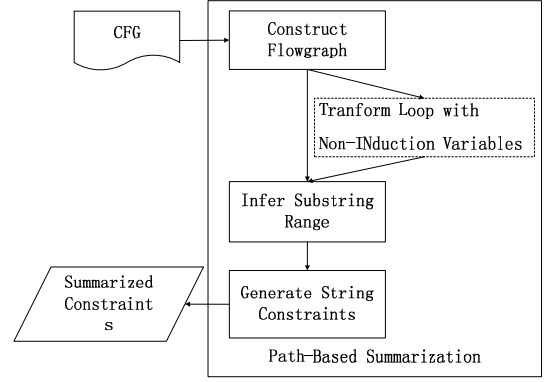 CFG
Construct
Flowgraph
Tranform Loop with
Non-INduction Variables
Infer Substring
Range
Summarized
Constraint
s
Generate String
Constraints
Path-Based Summarization